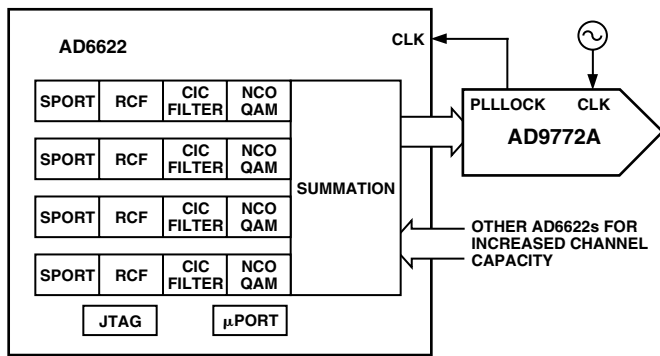 AD6622
CLK
SPORT
RCF
CIC
FILTER
NCO
QAM
SPORT
RCF
CIC
FILTER
NCO
QAM
SPORT
RCF
CIC
FILTER
NCO
QAM
SPORT
RCF
CIC
FILTER
NCO
QAM
SUMMATION
JTAG
µPORT
PLLLOCK
CLK
AD9772A
OTHER AD6622s FOR
INCREASED CHANNEL
CAPACITY